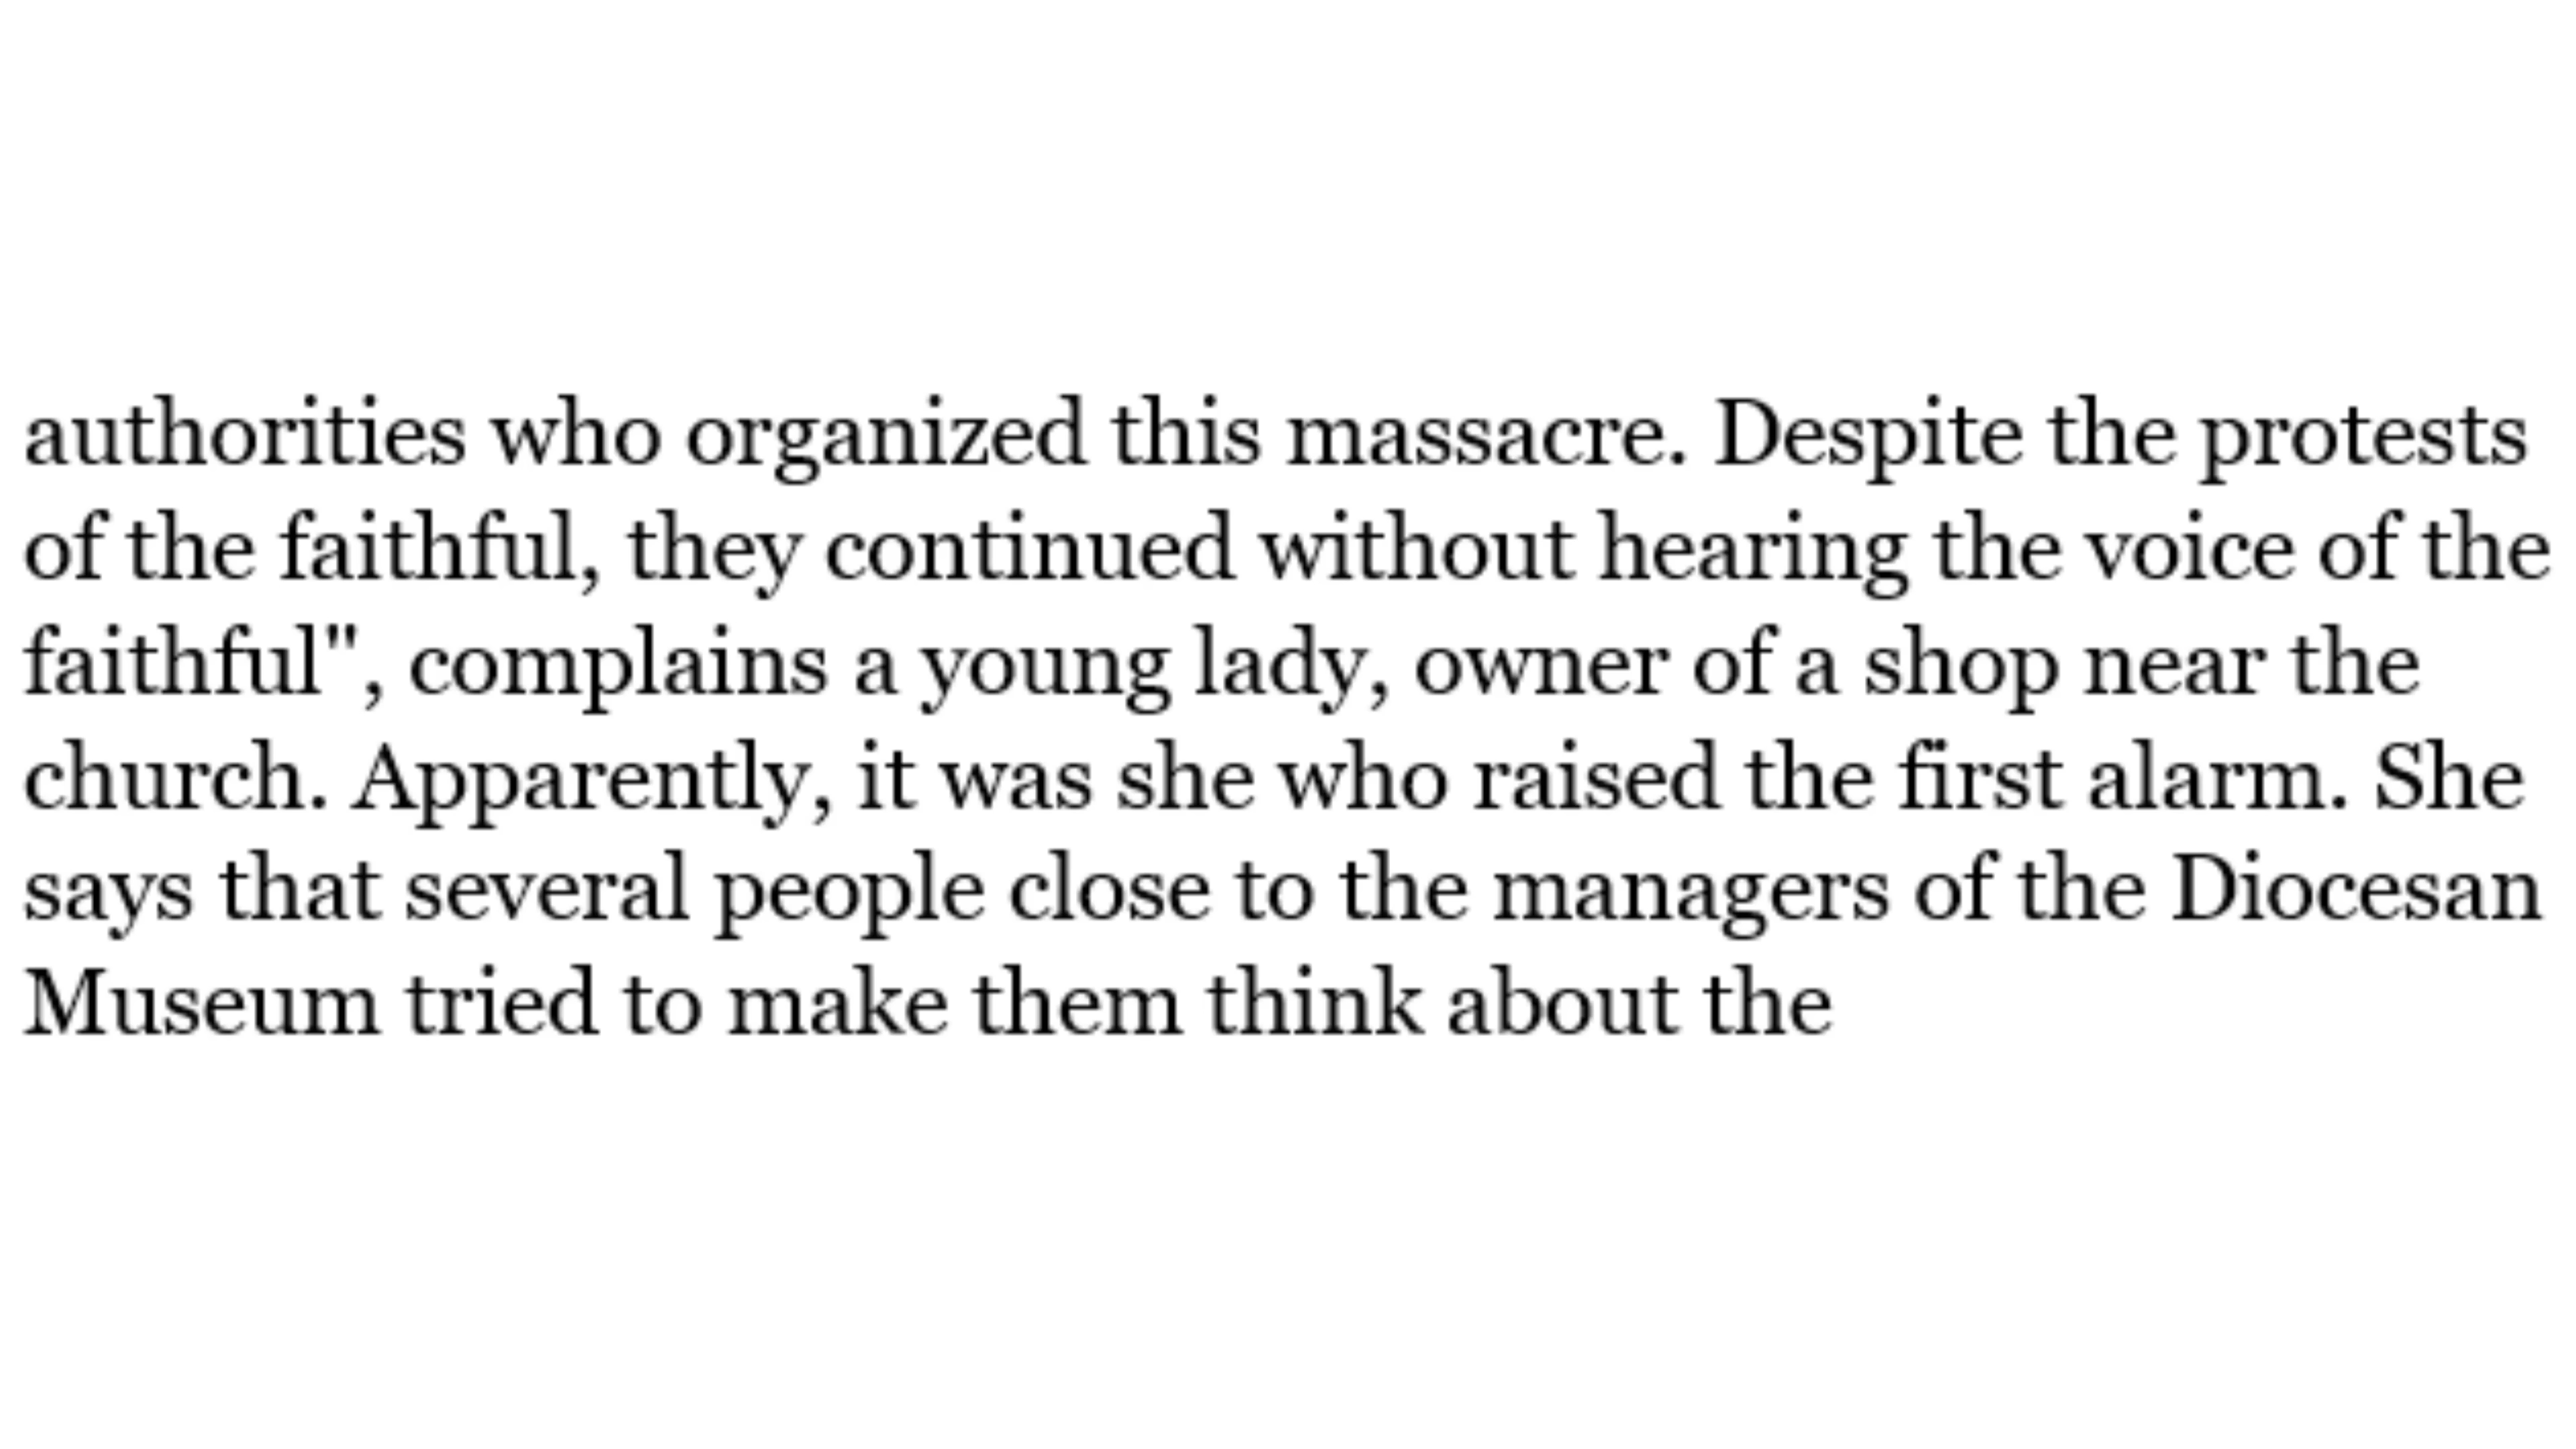 authorities who organized this massacre. Despite the protests
of the faithful, they continued without hearing the voice of the
faithful", complains a young lady, owner of a shop near the
church. Apparently, it was she who raised the first alarm. She
says that several people close to the managers of the Diocesan
Museum tried to make them think about the